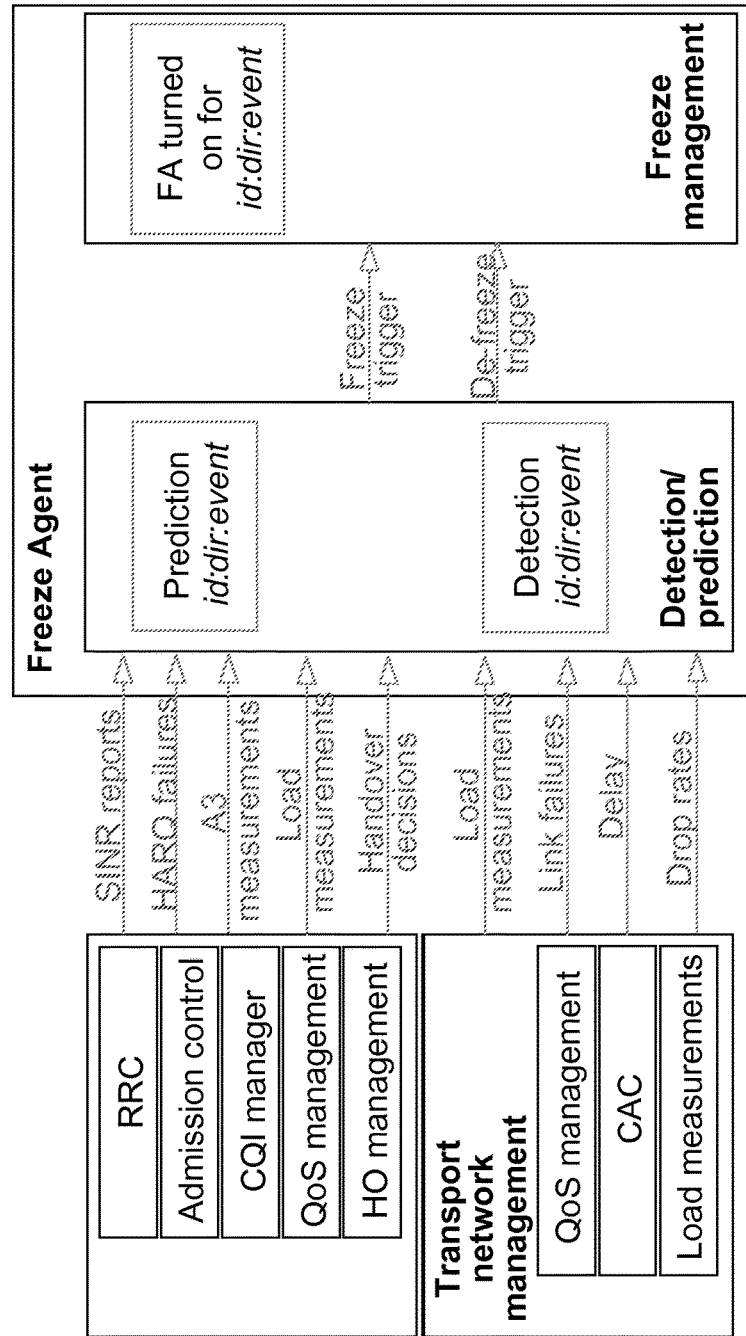 RRC
Admission control
CQI manager
QoS management
HO management
Transport
network
management
QoS management
CAC
Load measurements
SINR reports
HARQ failures
A3
measurements
Load
measurements
Handover
decisions
Load
measurements
Link failures
Delay
Drop rates
Freeze Agent
Prediction
id:dir:event
Detection
id:dir:event
Detection/
prediction
Freeze
trigger
De-freeze
trigger
FA turned
on for
id:dir:event
Freeze
management